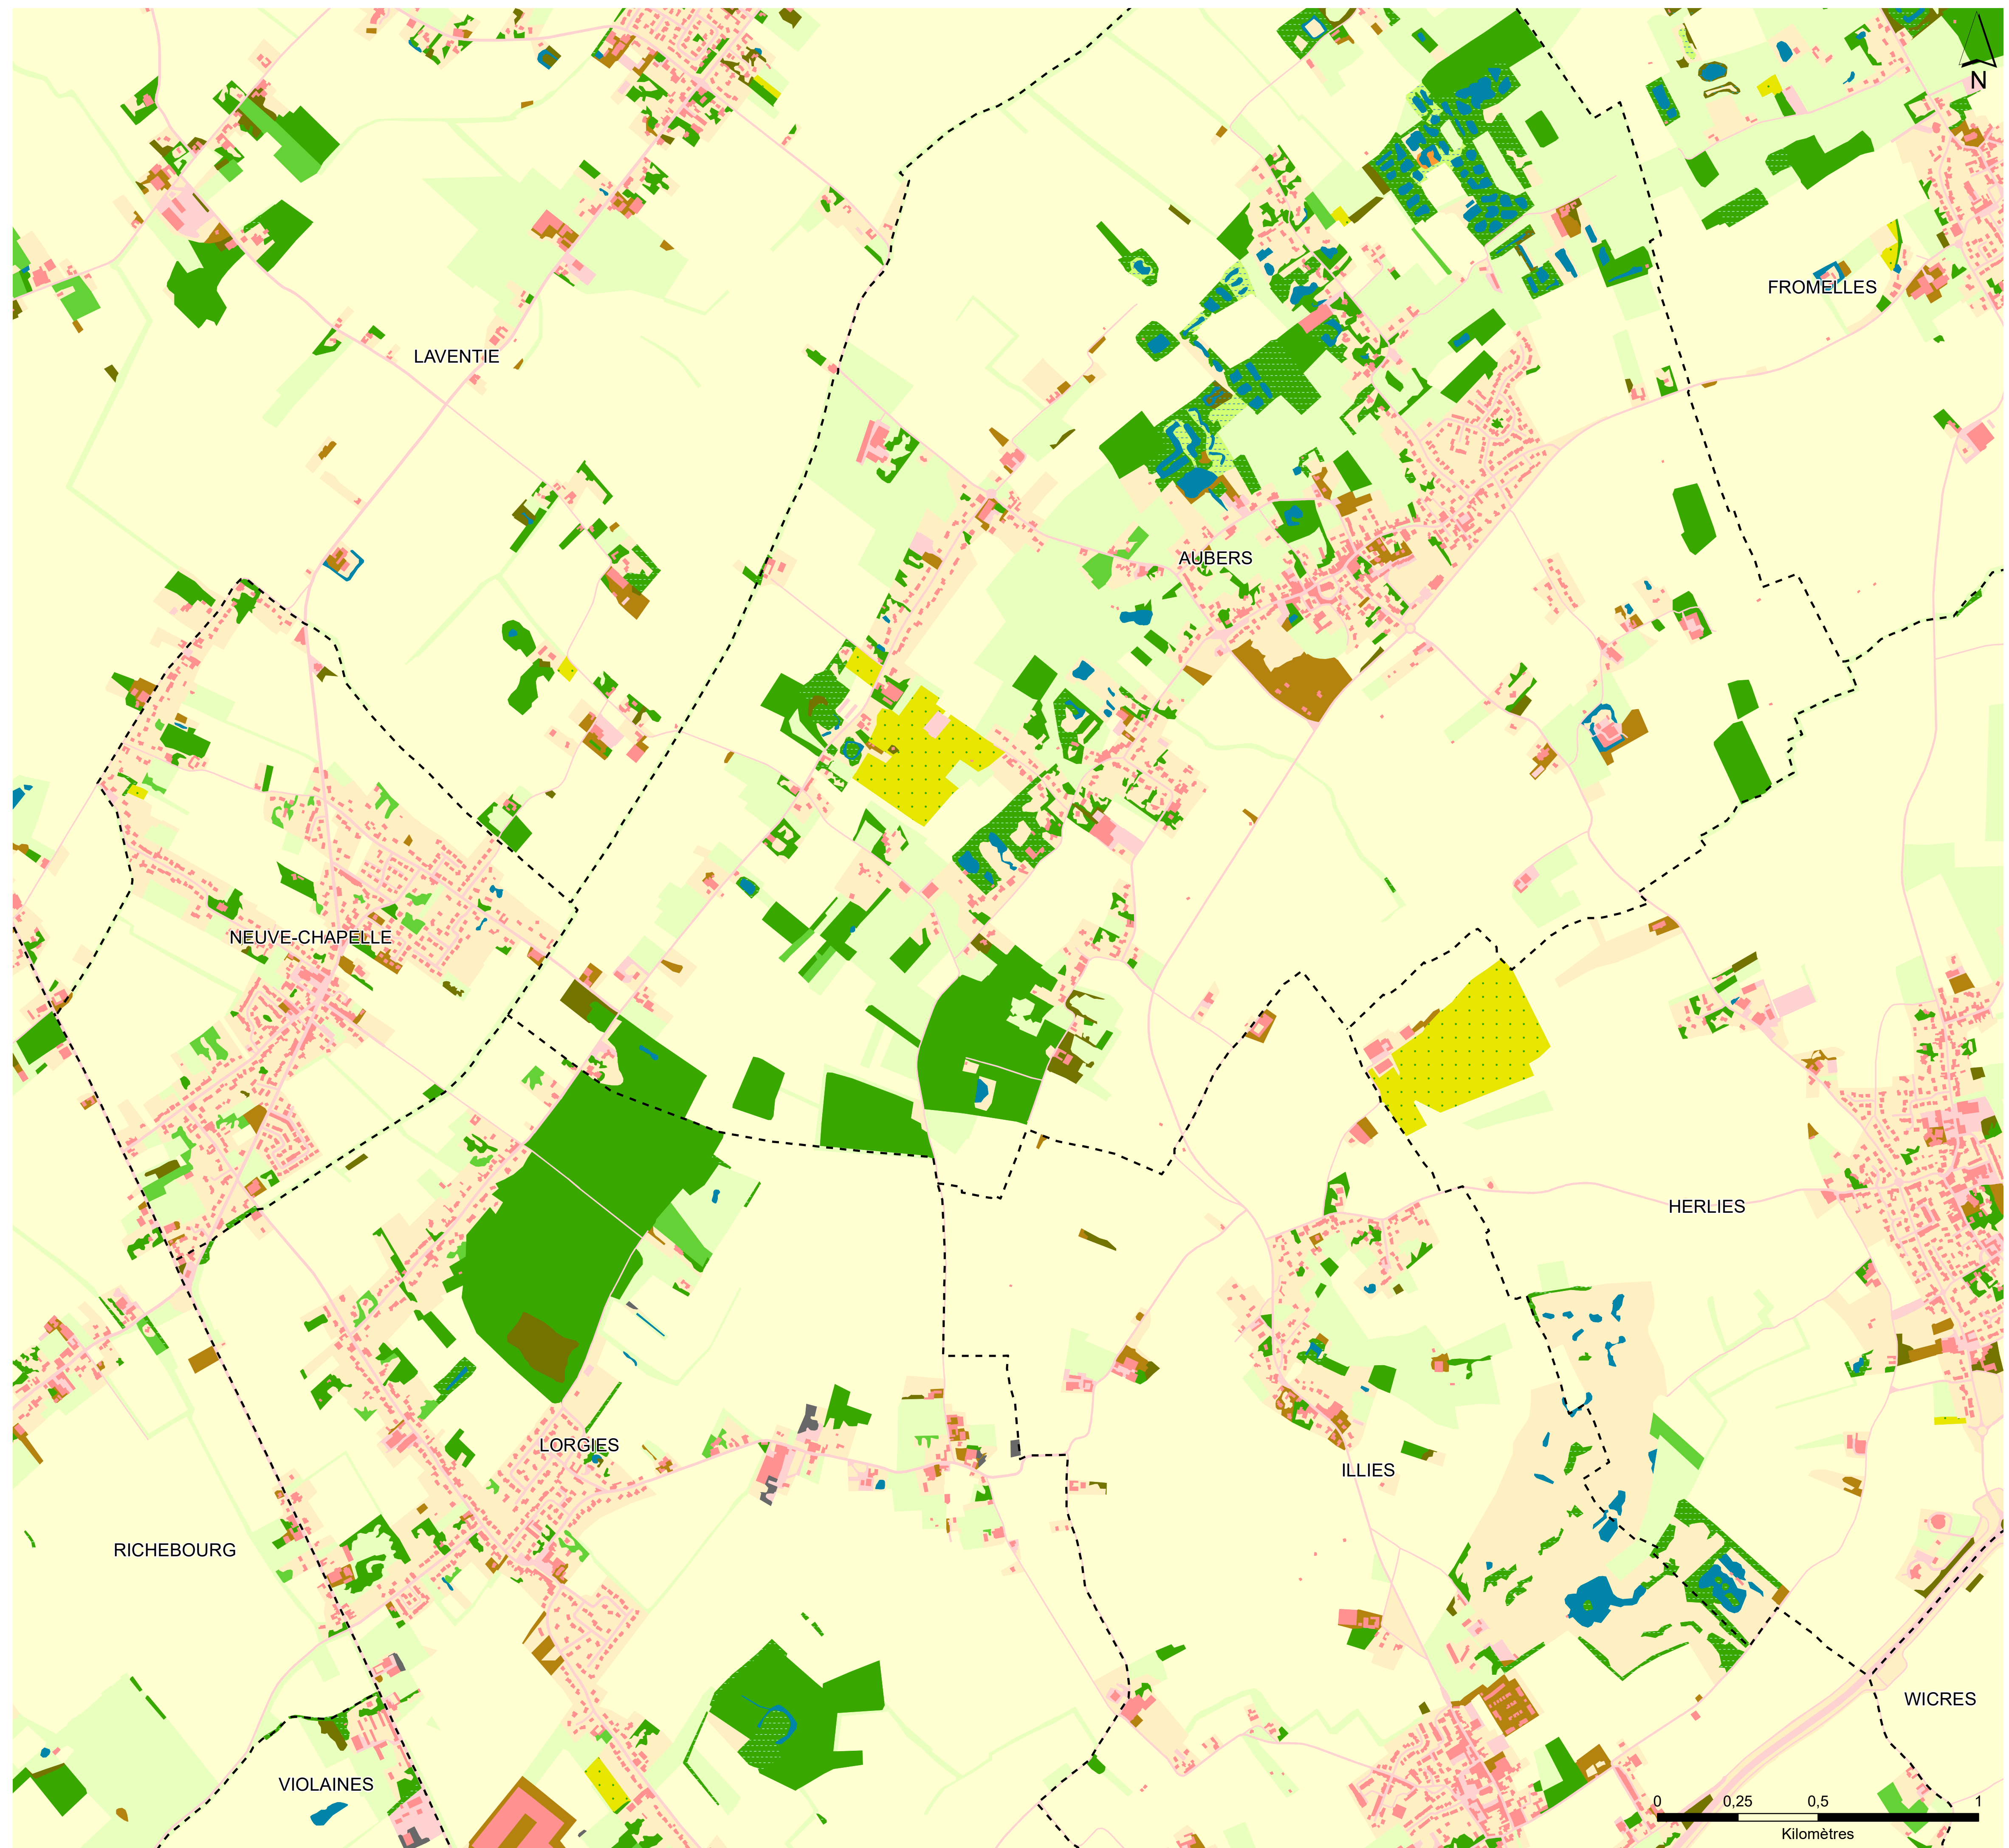 N
FROMELLES
LAVENTIE
AUBERS
NEUVE-CHAPELLE
HERLIES
LORGIES
ILLIES
RICHEBOURG
WICRES
VIOLAINES
0 0,25 0,5 1
Kilomètres